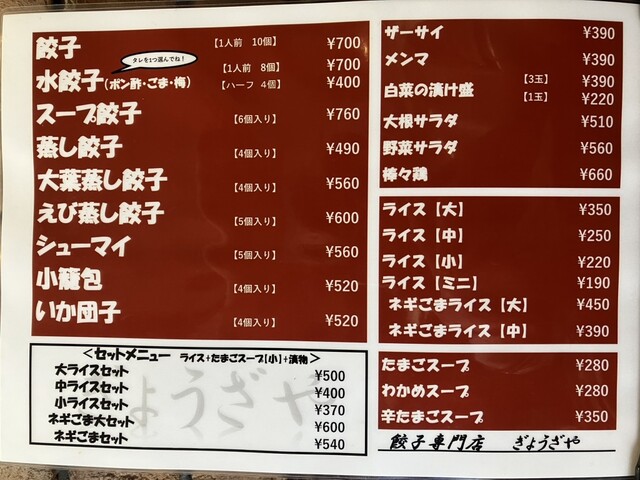 餃子 【1人前 10個】 ¥700
タレを1つ選んでね!
水餃子(ポン酢・ごま・梅) 【1人前 8個】 ¥700
【ハーフ 4個】 ¥400
スープ餃子 【6個入り】 ¥760
蒸し餃子 【4個入り】 ¥490
大葉蒸し餃子 【4個入り】 ¥560
えび蒸し餃子 【5個入り】 ¥600
シューマイ 【5個入り】 ¥560
小籠包 【4個入り】 ¥520
いか団子 【4個入り】 ¥520
<セットメニュー ライス+たまごスープ【小】+漬物>
大ライスセット ¥500
中ライスセット ¥400
小ライスセット ¥370
ネギごま大セット ¥600
ネギごまセット ¥540
ぎょうざや
ザーサイ ¥390
メンマ ¥390
白菜の漬け盛 【3玉】 ¥390
【1玉】 ¥220
大根サラダ ¥510
野菜サラダ ¥560
棒々鶏 ¥660
ライス【大】 ¥350
ライス【中】 ¥250
ライス【小】 ¥220
ライス【ミニ】 ¥190
ネギごまライス【大】 ¥450
ネギごまライス【中】 ¥390
たまごスープ ¥280
わかめスープ ¥280
辛たまごスープ ¥350
餃子専門店 ぎょうざや